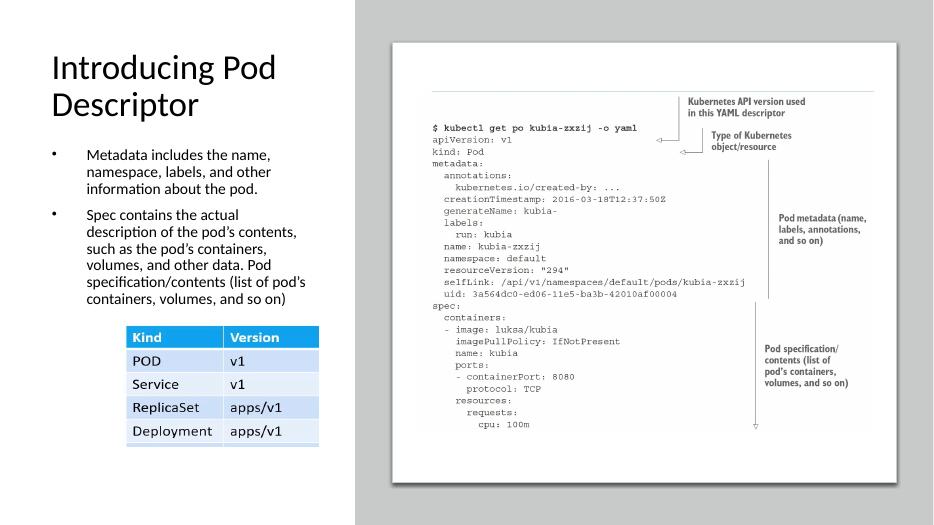 Introducing Pod
Descriptor
• Metadata includes the name,
namespace, labels, and other
information about the pod.
• Spec contains the actual
description of the pod's contents,
such as the pod's containers,
volumes, and other data. Pod
specification/contents (list of pod's
containers, volumes, and so on)
Kind Version
POD v1
Service v1
ReplicaSet apps/v1
Deployment apps/v1
Kubernetes API version used
in this YAML descriptor
Type of Kubernetes
object/resource
$ kubectl get po kubia-zxzij -o yaml
apiVersion: v1
kind: Pod
metadata:
  annotations:
    kubernetes.io/created-by: ...
  creationTimestamp: 2016-03-18T12:37:50Z
  generateName: kubia-
  labels:
    run: kubia
  name: kubia-zxzij
  namespace: default
  resourceVersion: "294"
  selfLink: /api/v1/namespaces/default/pods/kubia-zxzij
  uid: 3a564dc0-ed06-11e5-ba3b-42010af00004
spec:
  containers:
  - image: luksa/kubia
    imagePullPolicy: IfNotPresent
    name: kubia
    ports:
    - containerPort: 8080
      protocol: TCP
    resources:
      requests:
        cpu: 100m
Pod metadata (name,
labels, annotations,
and so on)
Pod specification/
contents (list of
pod's containers,
volumes, and so on)